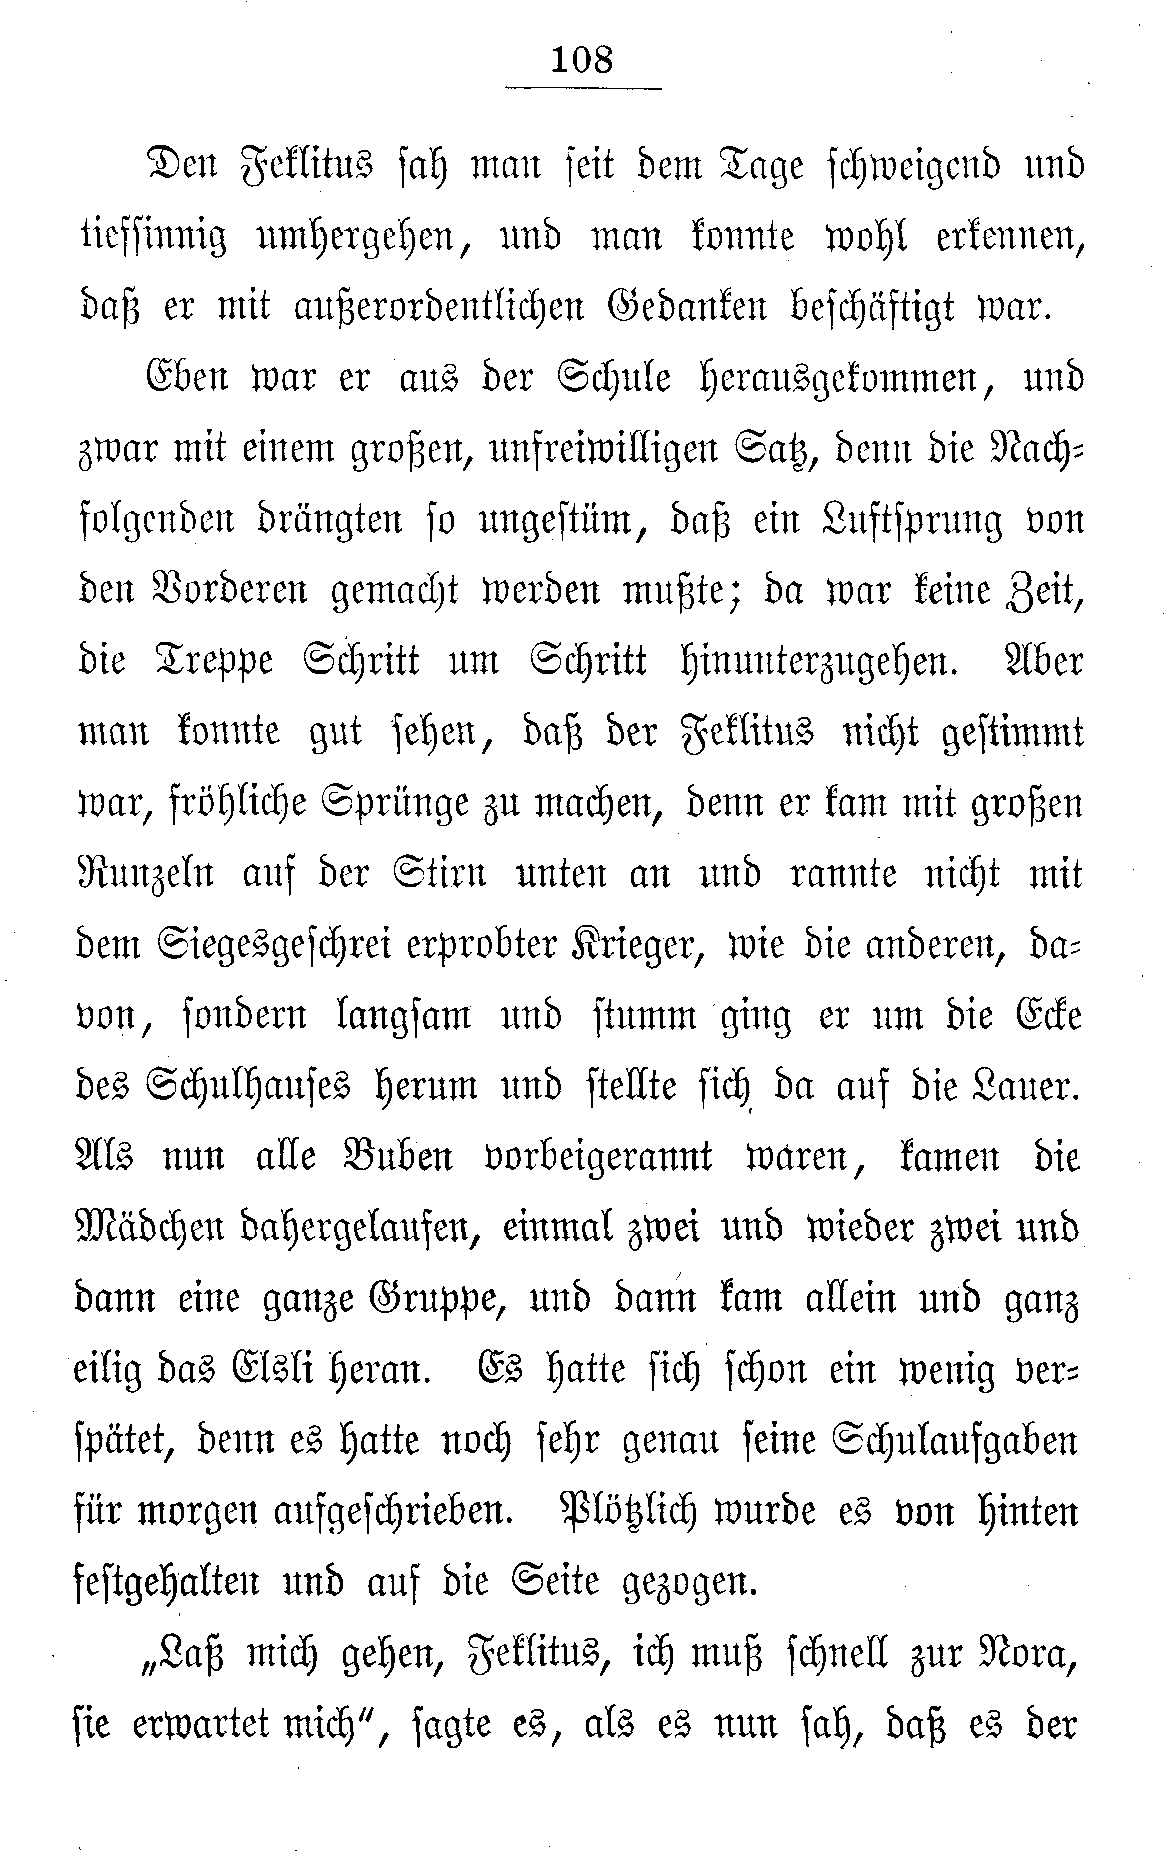 108
Den Feklitus sah man seit dem Tage schweigend und
tiefsinnig umhergehen, und man konnte wohl erkennen,
daß er mit außerordentlichen Gedanken beschäftigt war.
Eben war er aus der Schule herausgekommen, und
zwar mit einem großen, unfreiwilligen Satz, denn die Nach-
folgenden drängten so ungestüm, daß ein Luftsprung von
den Vorderen gemacht werden mußte; da war keine Zeit,
die Treppe Schritt um Schritt hinunterzugehen. Aber
man konnte gut sehen, daß der Feklitus nicht gestimmt
war, fröhliche Sprünge zu machen, denn er kam mit großen
Runzeln auf der Stirn unten an und rannte nicht mit
dem Siegesgeschrei erprobter Krieger, wie die anderen, da-
von, sondern langsam und stumm ging er um die Ecke
des Schulhauses herum und stellte sich da auf die Lauer.
Als nun alle Buben vorbeigerannt waren, kamen die
Mädchen dahergelaufen, einmal zwei und wieder zwei und
dann eine ganze Gruppe, und dann kam allein und ganz
eilig das Elsli heran. Es hatte sich schon ein wenig ver-
spätet, denn es hatte noch sehr genau seine Schulaufgaben
für morgen aufgeschrieben. Plötzlich wurde es von hinten
festgehalten und auf die Seite gezogen.
„Laß mich gehen, Feklitus, ich muß schnell zur Nora,
sie erwartet mich", sagte es, als es nun sah, daß es der